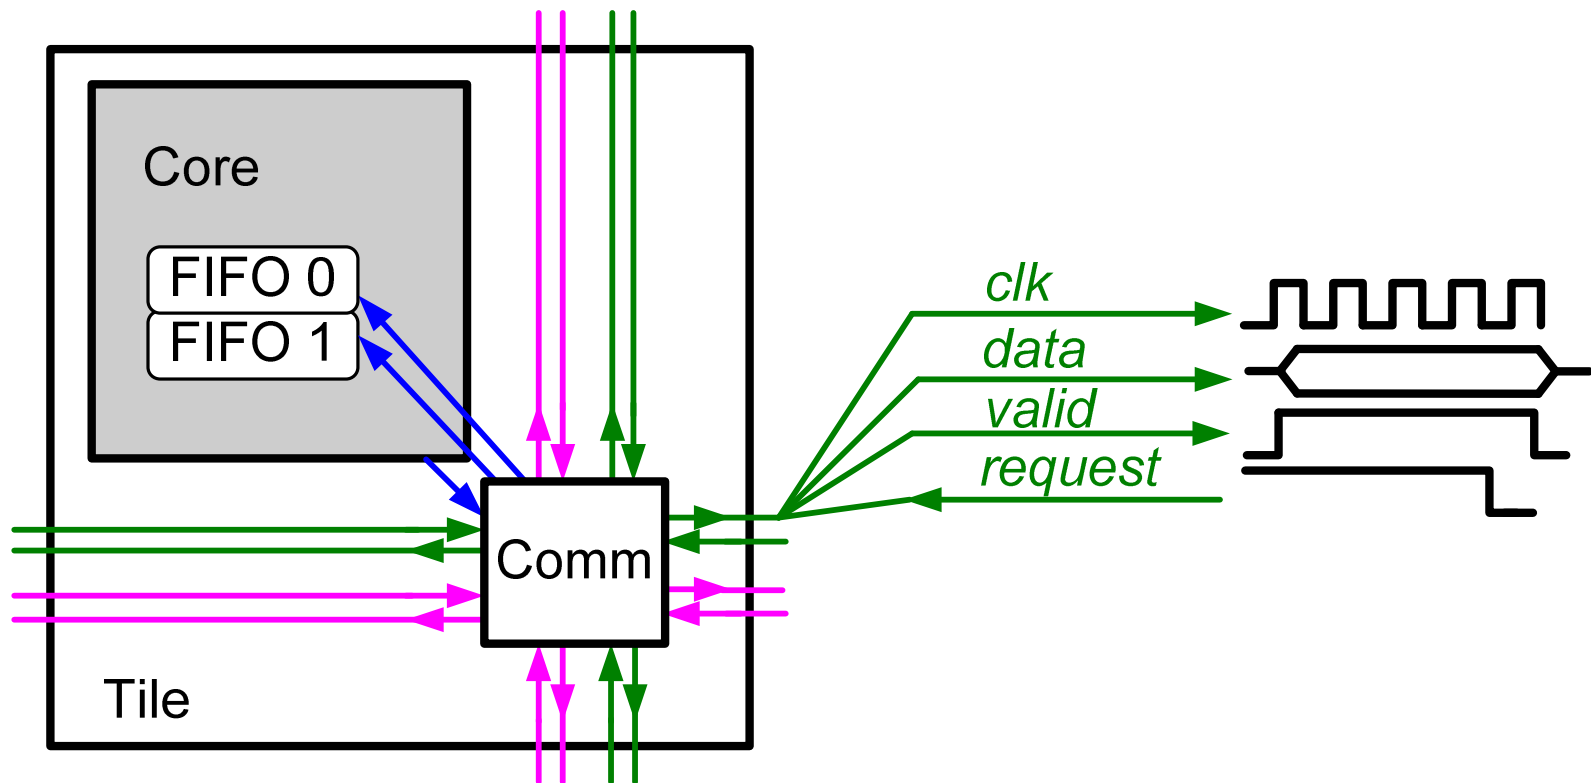 Core
FIFO 0
FIFO 1
Comm
Tile
clk
data
valid
request